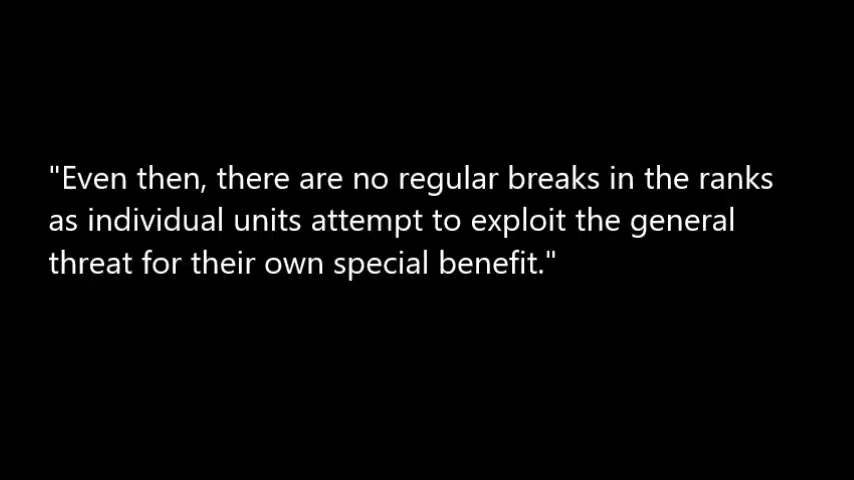 "Even then, there are no regular breaks in the ranks
as individual units attempt to exploit the general
threat for their own special benefit."